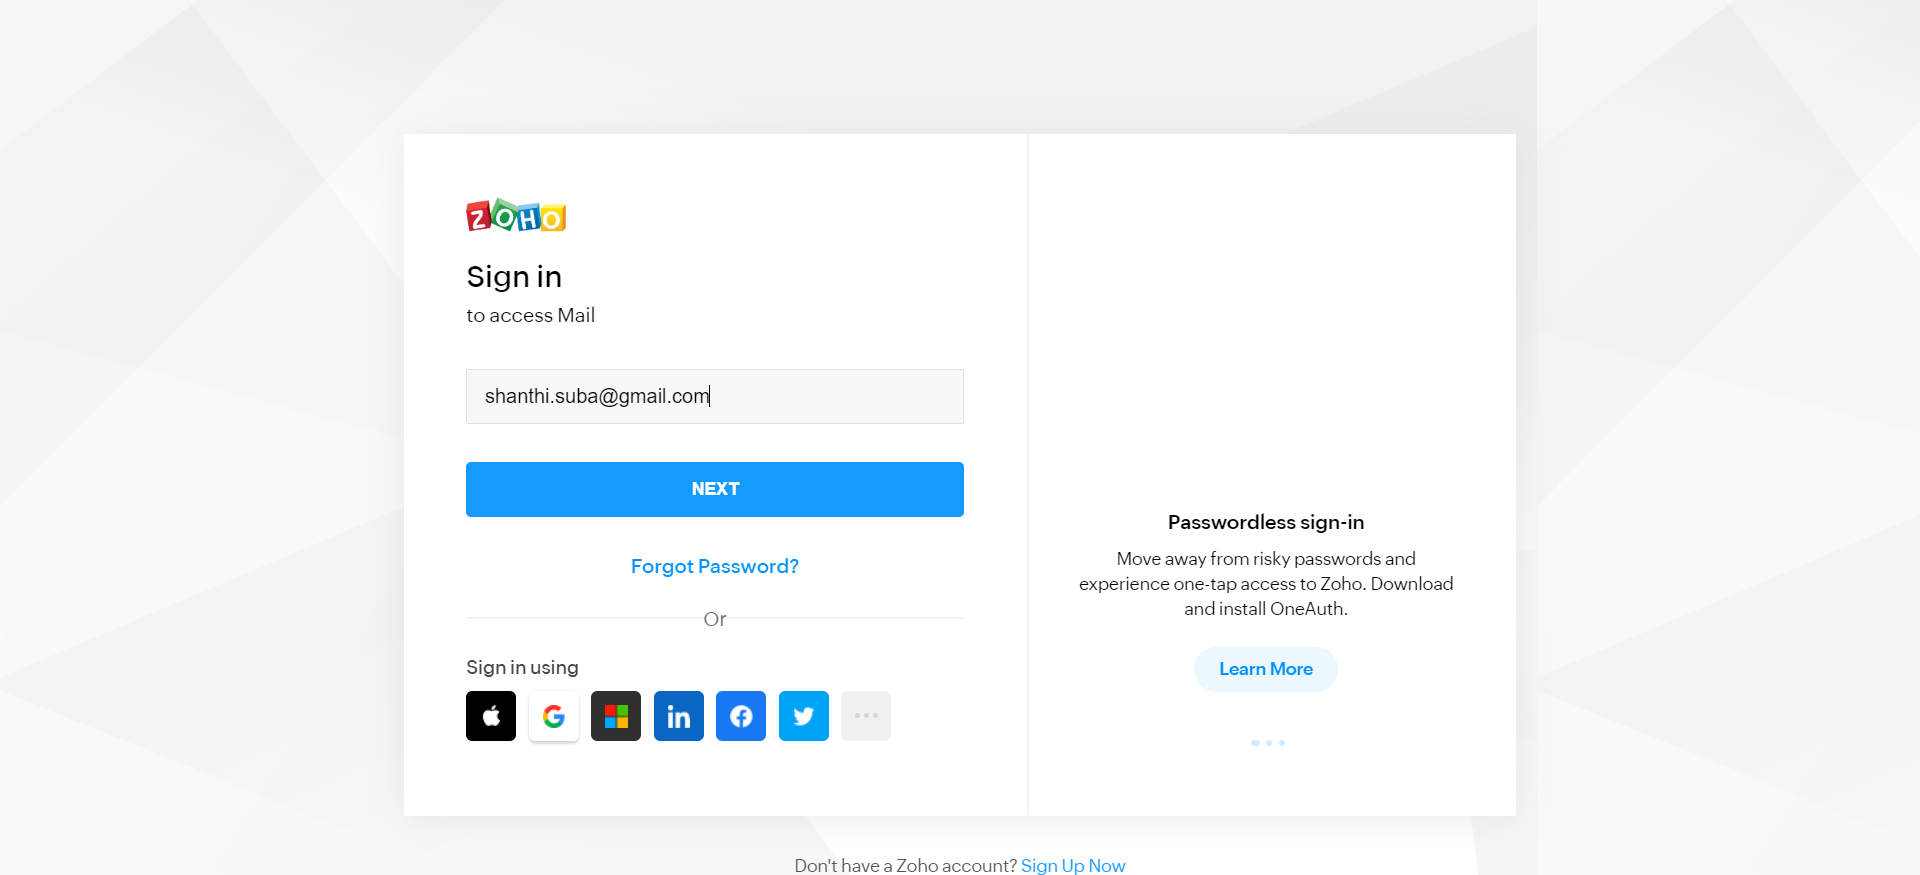 ZOHO
Sign in
to access Mail
shanthi.suba@gmail.com
NEXT
Forgot Password?
Or
Sign in using
Passwordless sign-in
Move away from risky passwords and
experience one-tap access to Zoho. Download
and install OneAuth.
Learn More
Don't have a Zoho account? Sign Up Now